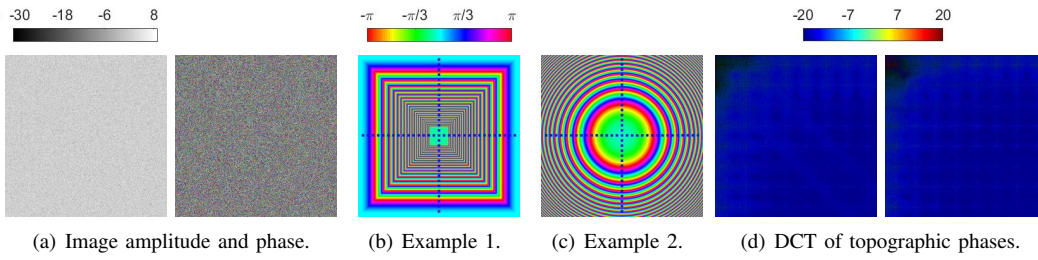 -30 -18 -6 8
-π -π/3 π/3 π
-20 -7 7 20
(a) Image amplitude and phase.
(b) Example 1.
(c) Example 2.
(d) DCT of topographic phases.